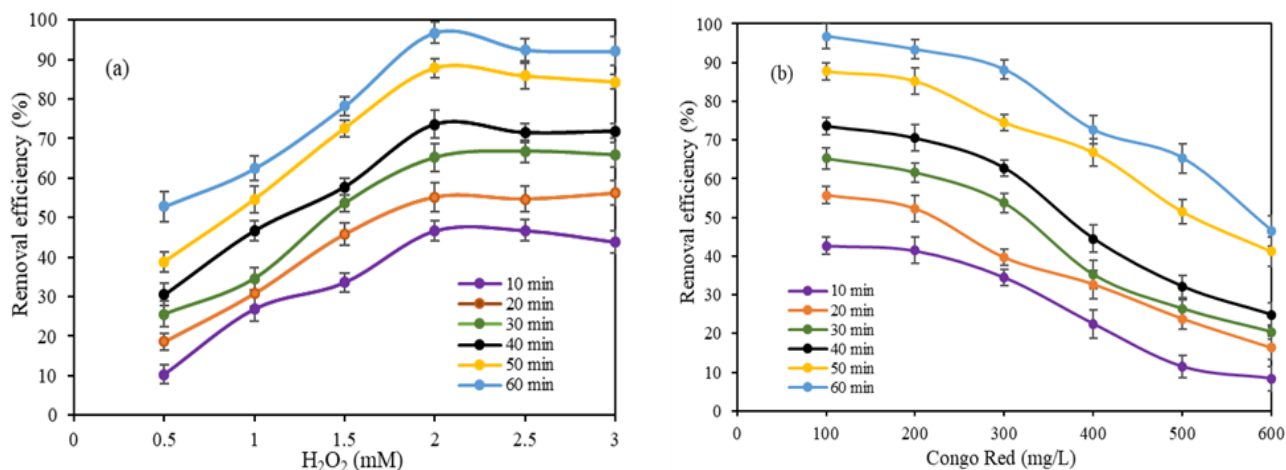 (a)
Removal efficiency (%)
100
90
80
70
60
50
40
30
20
10
0
0 0.5 1 1.5 2 2.5 3
H₂O₂ (mM)
10 min
20 min
30 min
40 min
50 min
60 min
(b)
Removal efficiency (%)
100
90
80
70
60
50
40
30
20
10
0
0 100 200 300 400 500 600
Congo Red (mg/L)
10 min
20 min
30 min
40 min
50 min
60 min